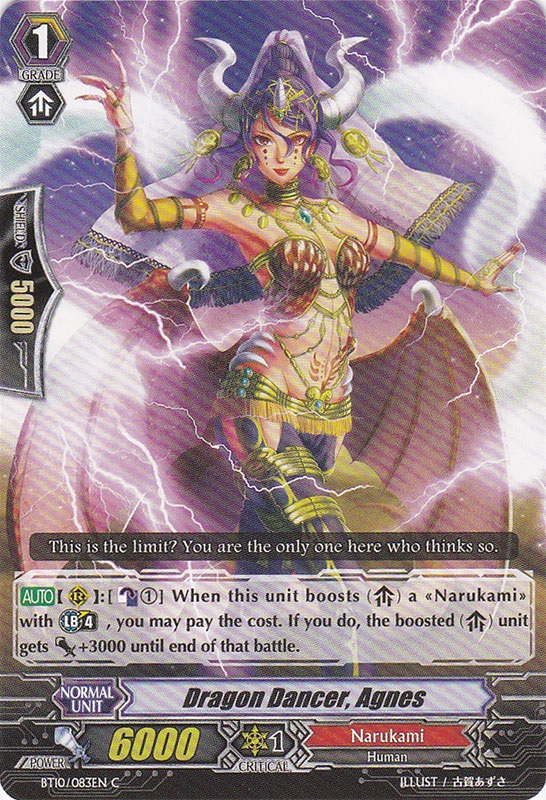 1
GRADE
SHIELD
5000
This is the limit? You are the only one here who thinks so.
AUTO【 R 】:[ ①] When this unit boosts ( ) a «Narukami»
with LB4 , you may pay the cost. If you do, the boosted ( ) unit
gets +3000 until end of that battle.
NORMAL
UNIT
Dragon Dancer, Agnes
POWER
6000
1
CRITICAL
Narukami
Human
BT10/083EN C
ILLUST / 古賀あずさ